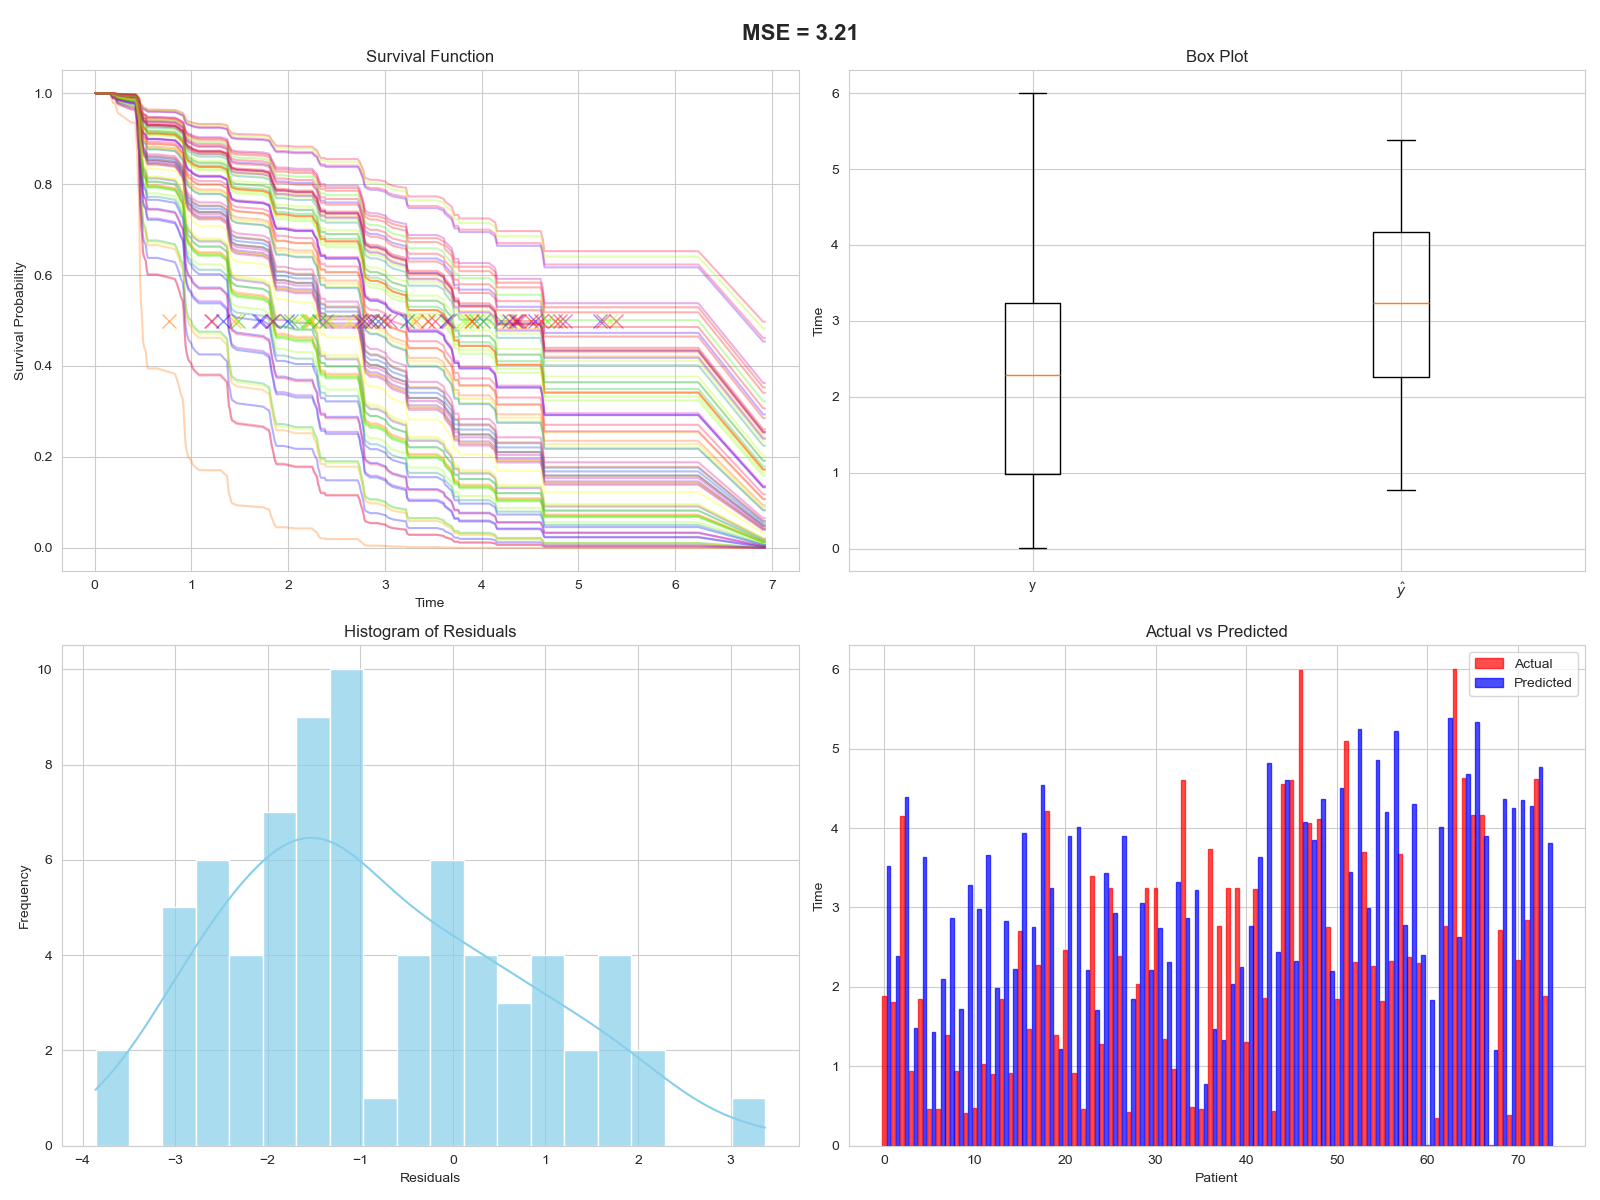 MSE = 3.21
Survival Function
Survival Probability
1.0
0.8
0.6
0.4
0.2
0.0
0 1 2 3 4 5 6 7
Time
Box Plot
Time
6
5
4
3
2
1
0
y ŷ
Histogram of Residuals
Frequency
10
8
6
4
2
0
−4 −3 −2 −1 0 1 2 3
Residuals
Actual vs Predicted
Actual
Predicted
Time
6
5
4
3
2
1
0
0 10 20 30 40 50 60 70
Patient